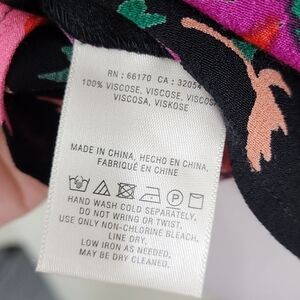 RN : 66170 CA : 32054
100% VISCOSE, VISCOSE, VISCOSA
VISCOSA, VISKOSE
MADE IN CHINA, HECHO EN CHINA,
FABRIQUÉ EN CHINE
HAND WASH COLD SEPARATELY.
DO NOT WRING OR TWIST.
USE ONLY NON-CHLORINE BLEACH.
LINE DRY.
LOW IRON AS NEEDED.
MAY BE DRY CLEANED.